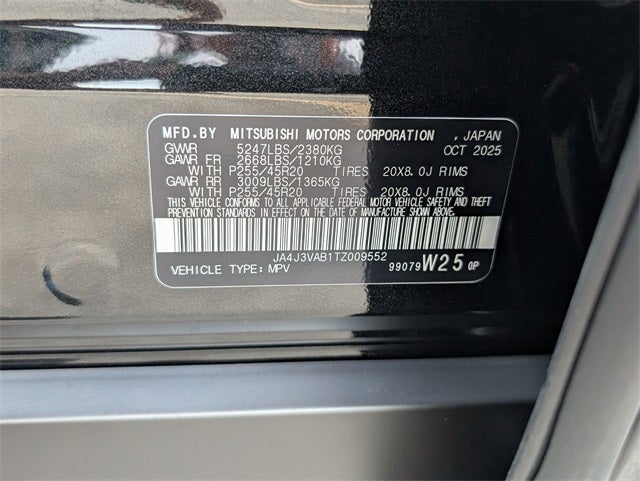 MFD.BY MITSUBISHI MOTORS CORPORATION , JAPAN
GVWR 5247LBS/2380KG OCT 2025
GAWR FR 2668LBS/1210KG
WITH P255/45R20 TIRES 20X8.0J RIMS
GAWR RR 3009LBS/1365KG
WITH P255/45R20 TIRES 20X8.0J RIMS
THIS VEHICLE CONFORMS TO ALL APPLICABLE FEDERAL MOTOR VEHICLE SAFETY AND THEFT
PREVENTION STANDARDS IN EFFECT ON THE DATE OF MANUFACTURE SHOWN ABOVE.
JA4J3VAB1TZ009552
VEHICLE TYPE: MPV 99079 W25 0P